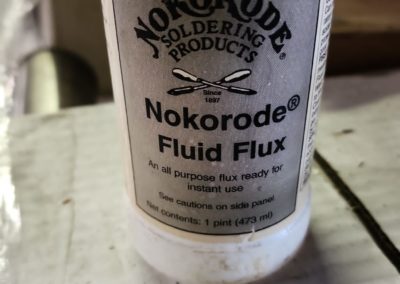 NOKORODE®
SOLDERING
PRODUCTS
Since
1897
Nokorode®
Fluid Flux
An all purpose flux ready for
instant use
See cautions on side panel
Net contents: 1 pint (473 ml)